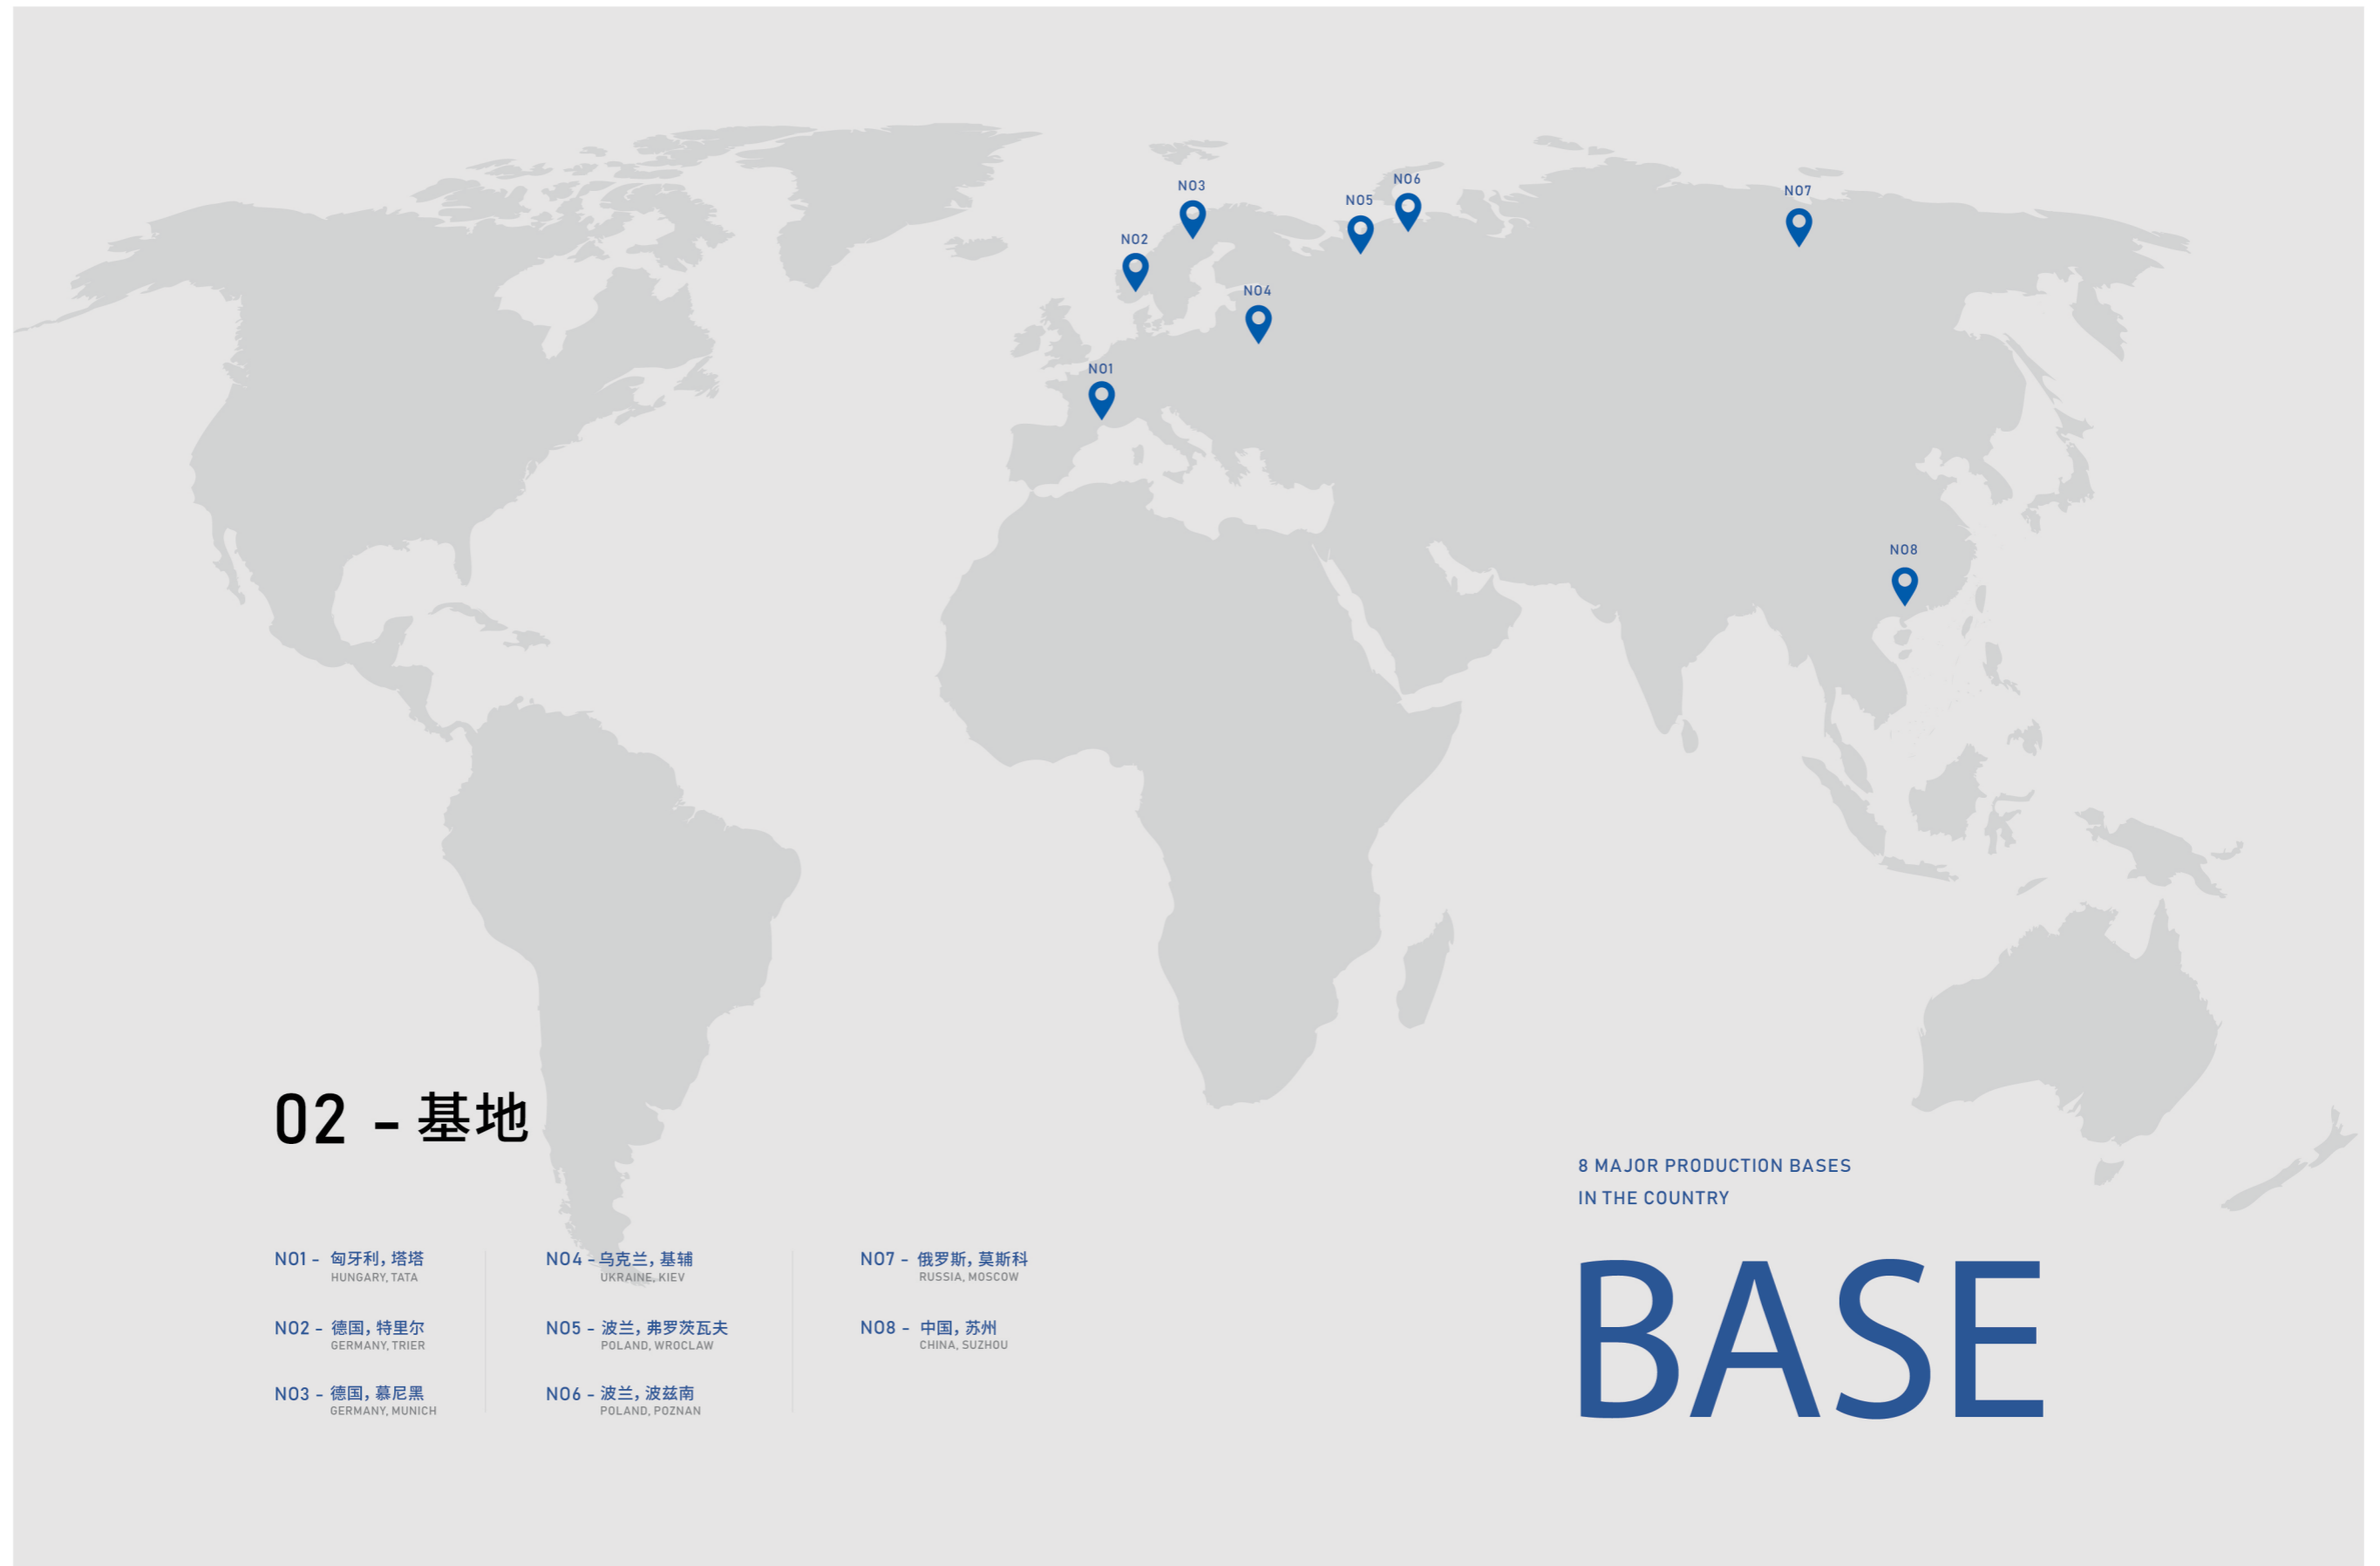 NO3
NO6
NO7
NO5
NO2
NO4
NO1
NO8
02 - 基地
8 MAJOR PRODUCTION BASES
IN THE COUNTRY
BASE
NO1 - 匈牙利, 塔塔
HUNGARY, TATA
NO2 - 德国, 特里尔
GERMANY, TRIER
NO3 - 德国, 慕尼黑
GERMANY, MUNICH
NO4 - 乌克兰, 基辅
UKRAINE, KIEV
NO5 - 波兰, 弗罗茨瓦夫
POLAND, WROCLAW
NO6 - 波兰, 波兹南
POLAND, POZNAN
NO7 - 俄罗斯, 莫斯科
RUSSIA, MOSCOW
NO8 - 中国, 苏州
CHINA, SUZHOU